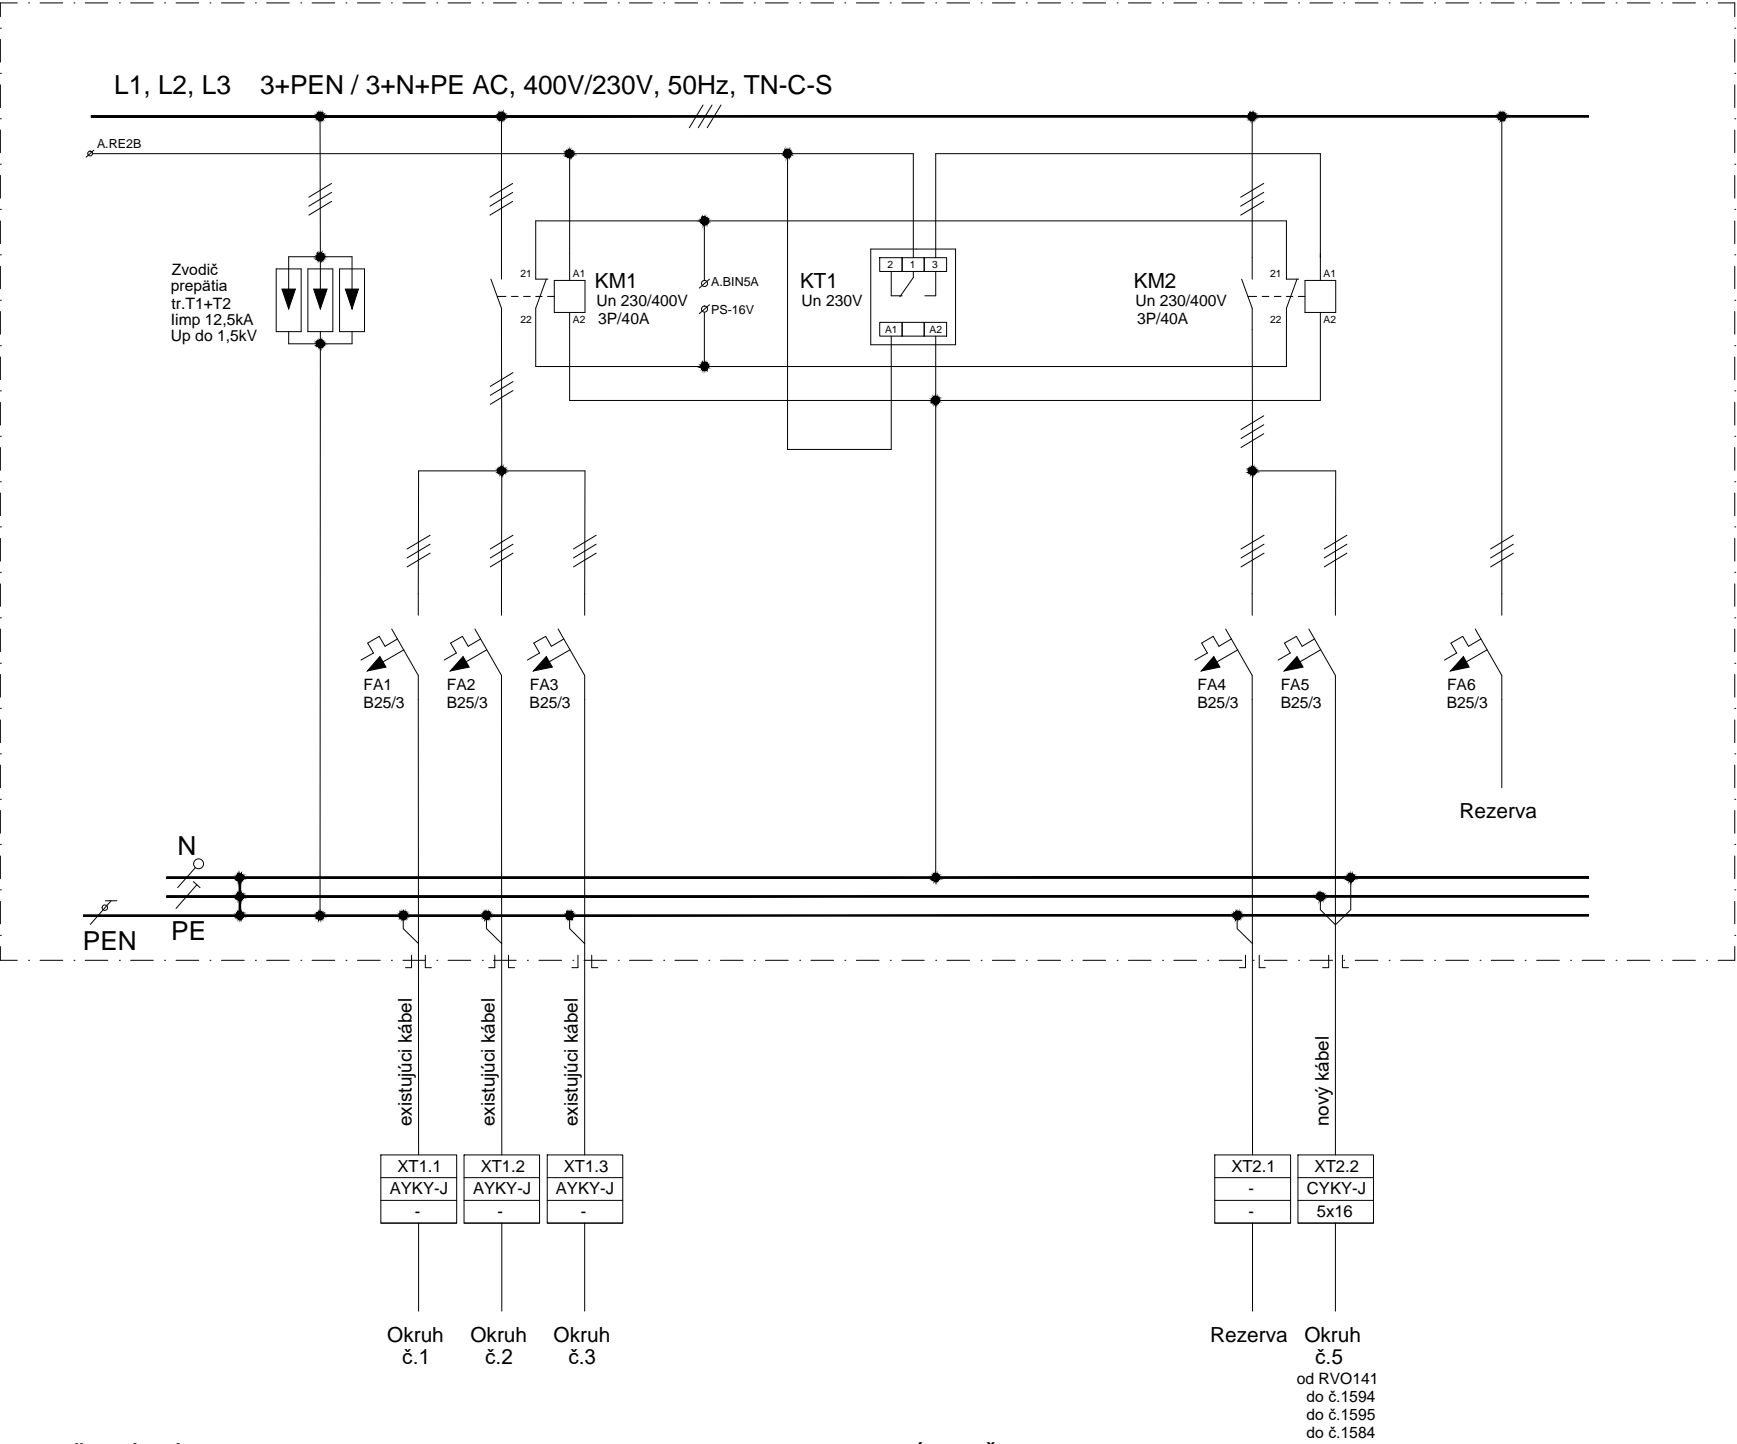 L1, L2, L3 3+PEN / 3+N+PE AC, 400V/230V, 50Hz, TN-C-S
A.RE2B
Zvodič
prepätia
tr.T1+T2
Iimp 12,5kA
Up do 1,5kV
21
22
A1
A2
KM1
Un 230/400V
3P/40A
A.BIN5A
PS-16V
KT1
Un 230V
2 1 3
A1 A2
KM2
Un 230/400V
3P/40A
21
22
A1
A2
FA1
B25/3
FA2
B25/3
FA3
B25/3
FA4
B25/3
FA5
B25/3
FA6
B25/3
Rezerva
N
PE
PEN
existujúci kábel
existujúci kábel
existujúci kábel
nový kábel
XT1.1
AYKY-J
-
XT1.2
AYKY-J
-
XT1.3
AYKY-J
-
XT2.1
-
-
XT2.2
CYKY-J
5x16
Okruh
č.1
Okruh
č.2
Okruh
č.3
Rezerva
Okruh
č.5
od RVO141
do č.1594
do č.1595
do č.1584